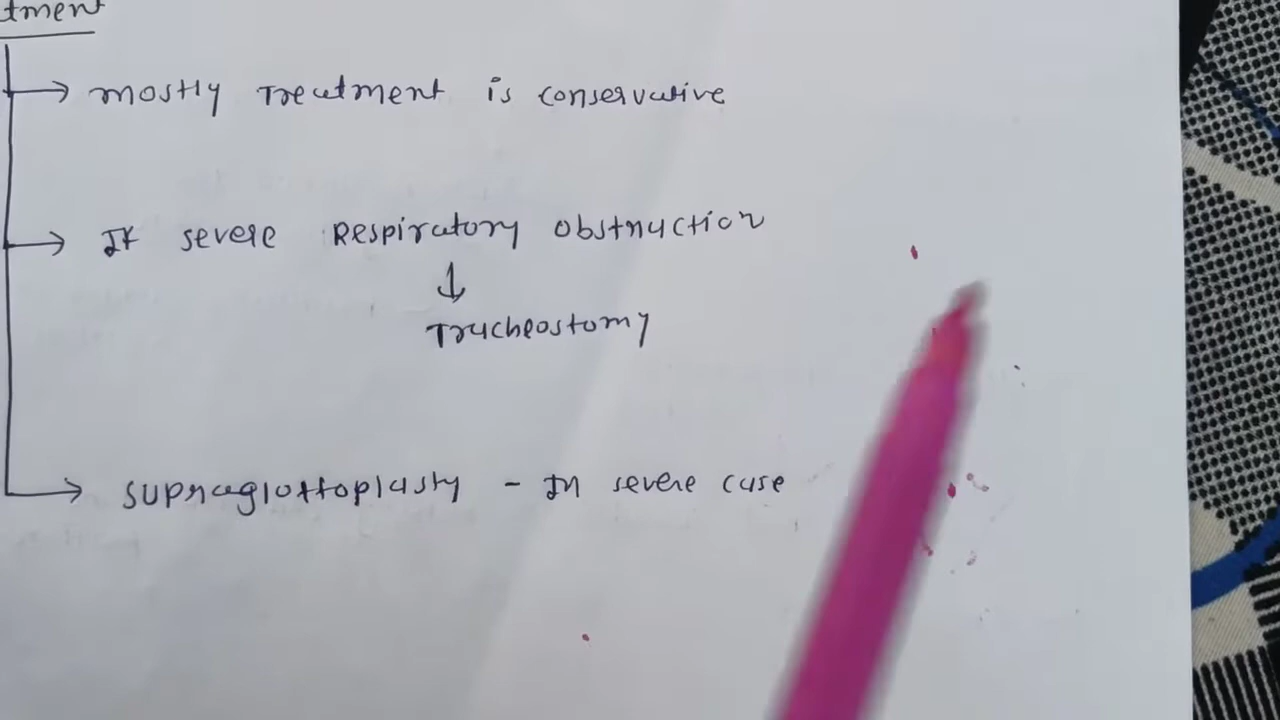 tment
→ mostly Treatment is conservative
→ If severe Respiratory obstruction
↓
Tracheostomy
→ supraglottoplasty - In severe case